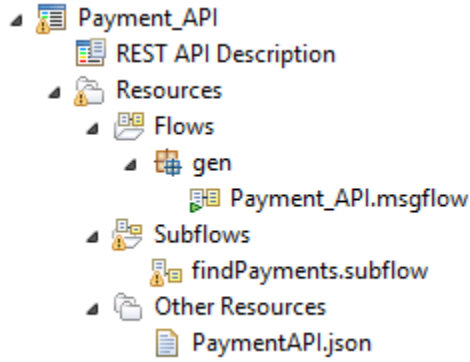 Payment_API
REST API Description
Resources
Flows
gen
Payment_API.msgflow
Subflows
findPayments.subflow
Other Resources
PaymentAPI.json